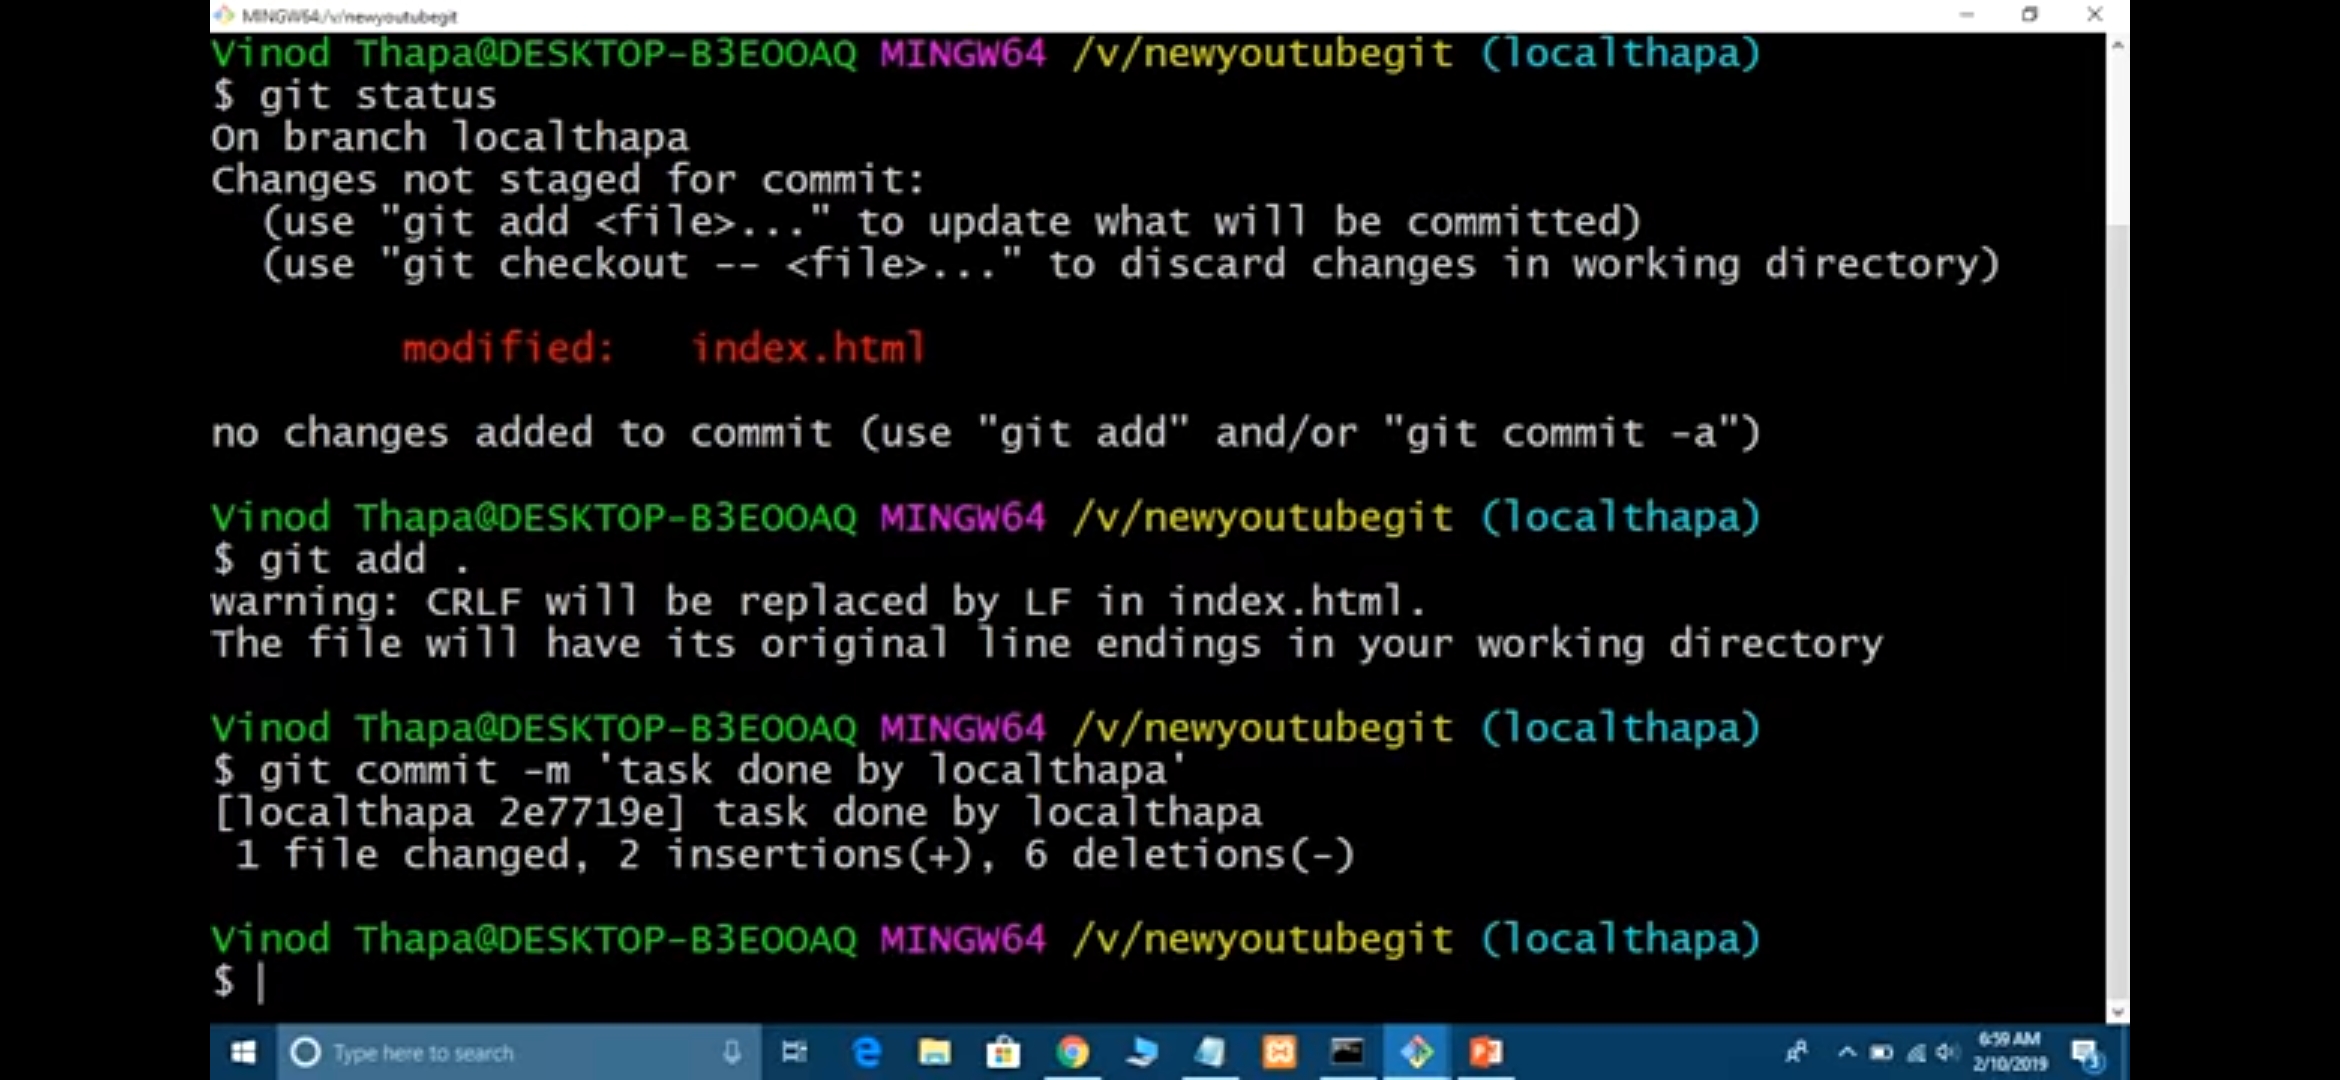 MINGW64:/v/newyoutubegit
Vinod Thapa@DESKTOP-B3EOOAQ MINGW64 /v/newyoutubegit (localthapa)
$ git status
On branch localthapa
Changes not staged for commit:
(use "git add <file>..." to update what will be committed)
(use "git checkout -- <file>..." to discard changes in working directory)
modified: index.html
no changes added to commit (use "git add" and/or "git commit -a")
Vinod Thapa@DESKTOP-B3EOOAQ MINGW64 /v/newyoutubegit (localthapa)
$ git add .
warning: CRLF will be replaced by LF in index.html.
The file will have its original line endings in your working directory
Vinod Thapa@DESKTOP-B3EOOAQ MINGW64 /v/newyoutubegit (localthapa)
$ git commit -m 'task done by localthapa'
[localthapa 2e7719e] task done by localthapa
1 file changed, 2 insertions(+), 6 deletions(-)
Vinod Thapa@DESKTOP-B3EOOAQ MINGW64 /v/newyoutubegit (localthapa)
$
Type here to search
6:59 AM
2/10/2019
3